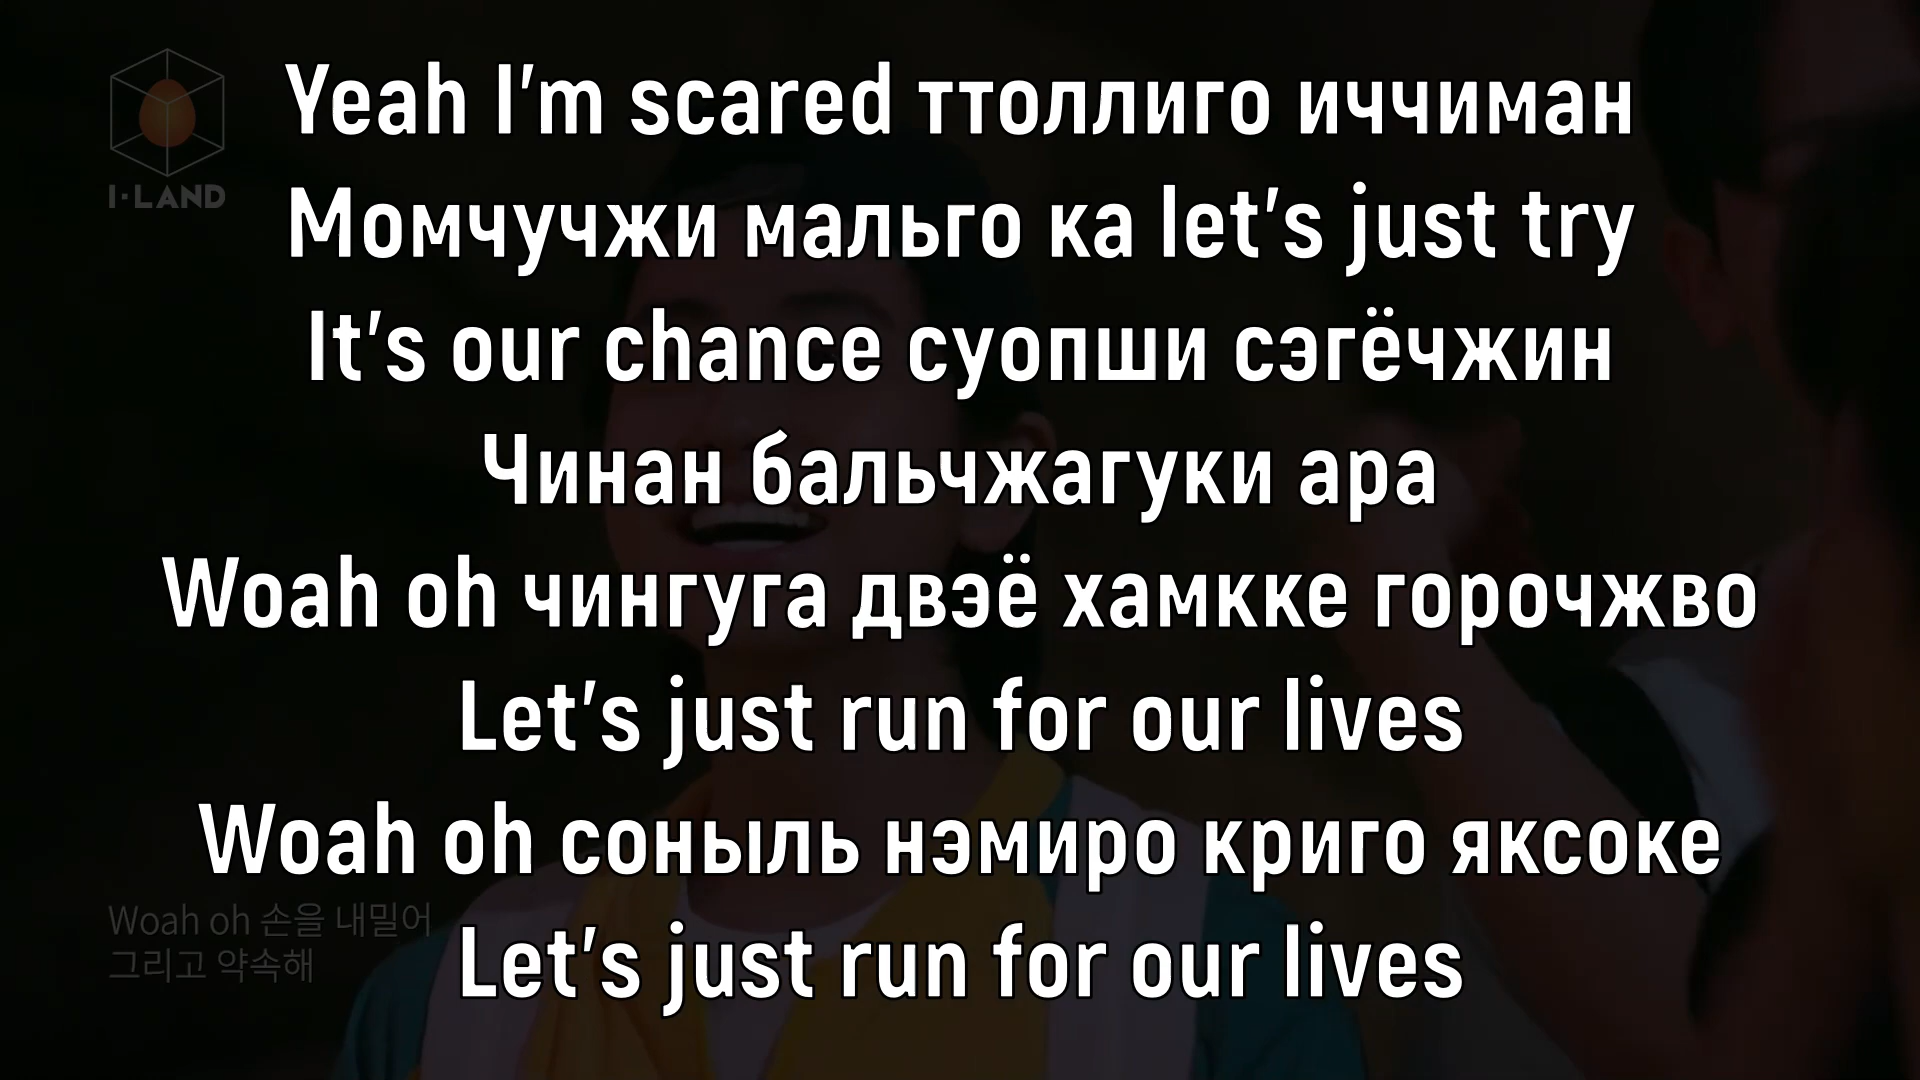 I·LAND
Yeah I'm scared ттоллиго иччиман
Момчучжи мальго ка let's just try
It's our chance суопши сэгёчжин
Чинан бальчжагуки ара
Woah oh чингуга двэё хамкке горочжво
Let's just run for our lives
Woah oh соныль нэмиро криго яксоке
Let's just run for our lives
Woah oh 손을 내밀어
그리고 약속해